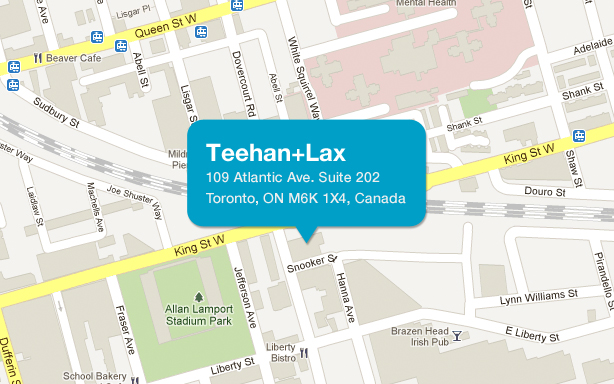 Mental Health
Lisgar Pl
Queen St W
Beaver Cafe
Abell St
Lisgar St
Dovercourt Rd
Abell St
White Squirrel Way
Adelaide
Sudbury St
Shank St
Shank St
King St W
Shaw St
Teehan+Lax
109 Atlantic Ave. Suite 202
Toronto, ON M6K 1X4, Canada
Laidlaw St
Machells Ave
Joe Shuster Way
Douro St
King St W
Snooker S
Pirandello
Allan Lamport
Stadium Park
Jefferson Ave
Hanna Ave
Lynn Williams St
Fraser Ave
Dufferin S
Brazen Head
Irish Pub
E Liberty St
Liberty
Bistro
Liberty St
School Bakery